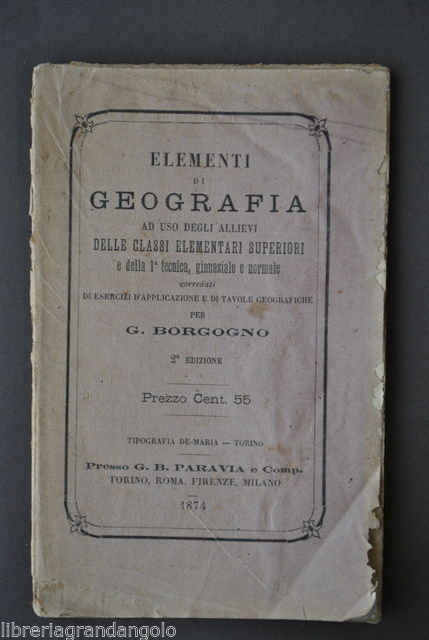 ELEMENTI
DI
GEOGRAFIA
AD USO DEGLI ALLIEVI
DELLE CLASSI ELEMENTARI SUPERIORI
e della 1ª tecnica, ginnasiale e normale
corredati
DI ESERCIZI D'APPLICAZIONE E DI TAVOLE GEOGRAFICHE
PER
G. BORGOGNO
2ª EDIZIONE
Prezzo Cent. 55
TIPOGRAFIA DE-MARIA — TORINO
Presso G. B. PARAVIA e Comp.
TORINO, ROMA, FIRENZE, MILANO
1874
libreriagrandangolo